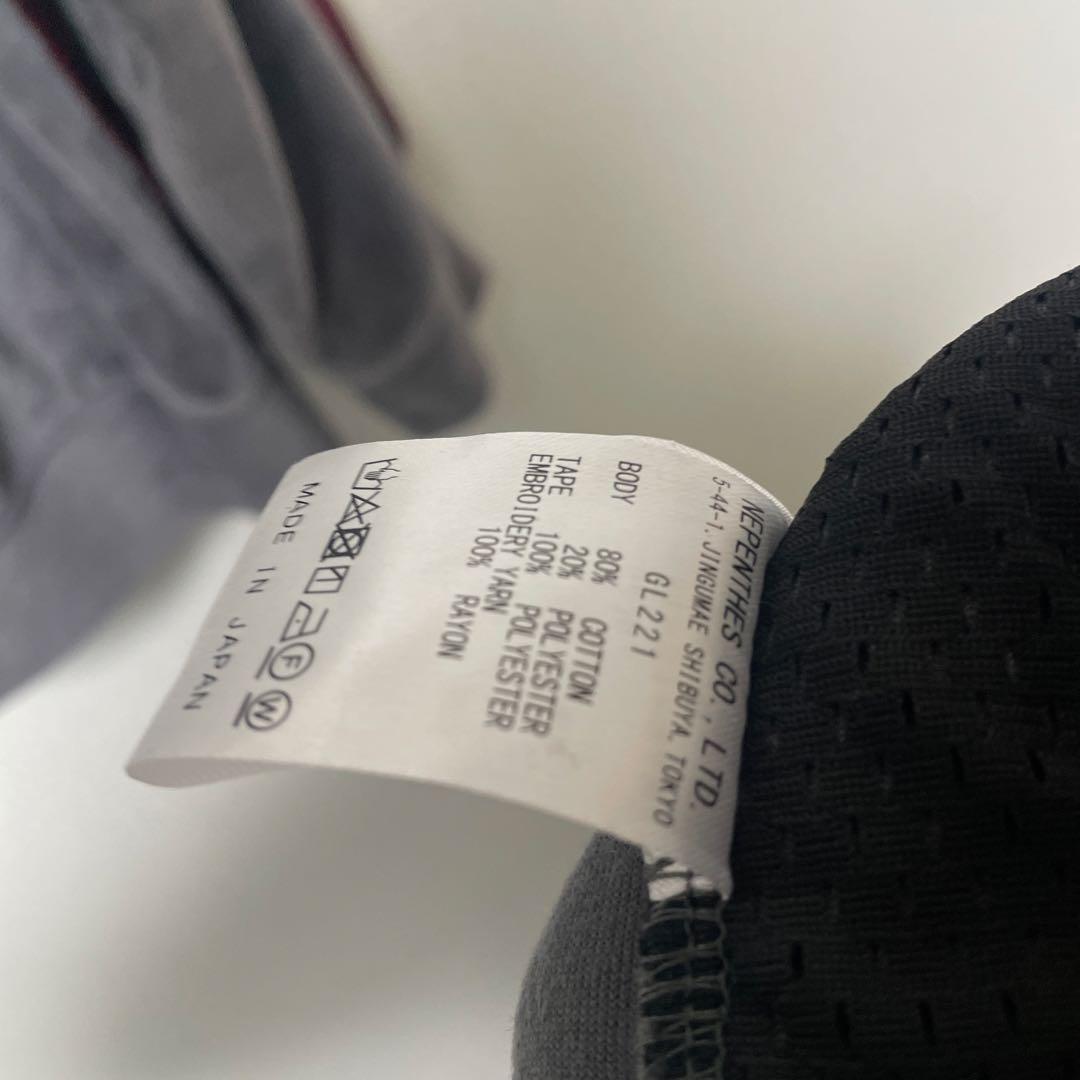 NEPENTHES CO., LTD.
5-44-1, JINGUMAE SHIBUYA, TOKYO
GL221
BODY 80% COTTON
20% POLYESTER
TAPE 100% POLYESTER
EMBROIDERY YARN
100% RAYON
F W
MADE IN JAPAN